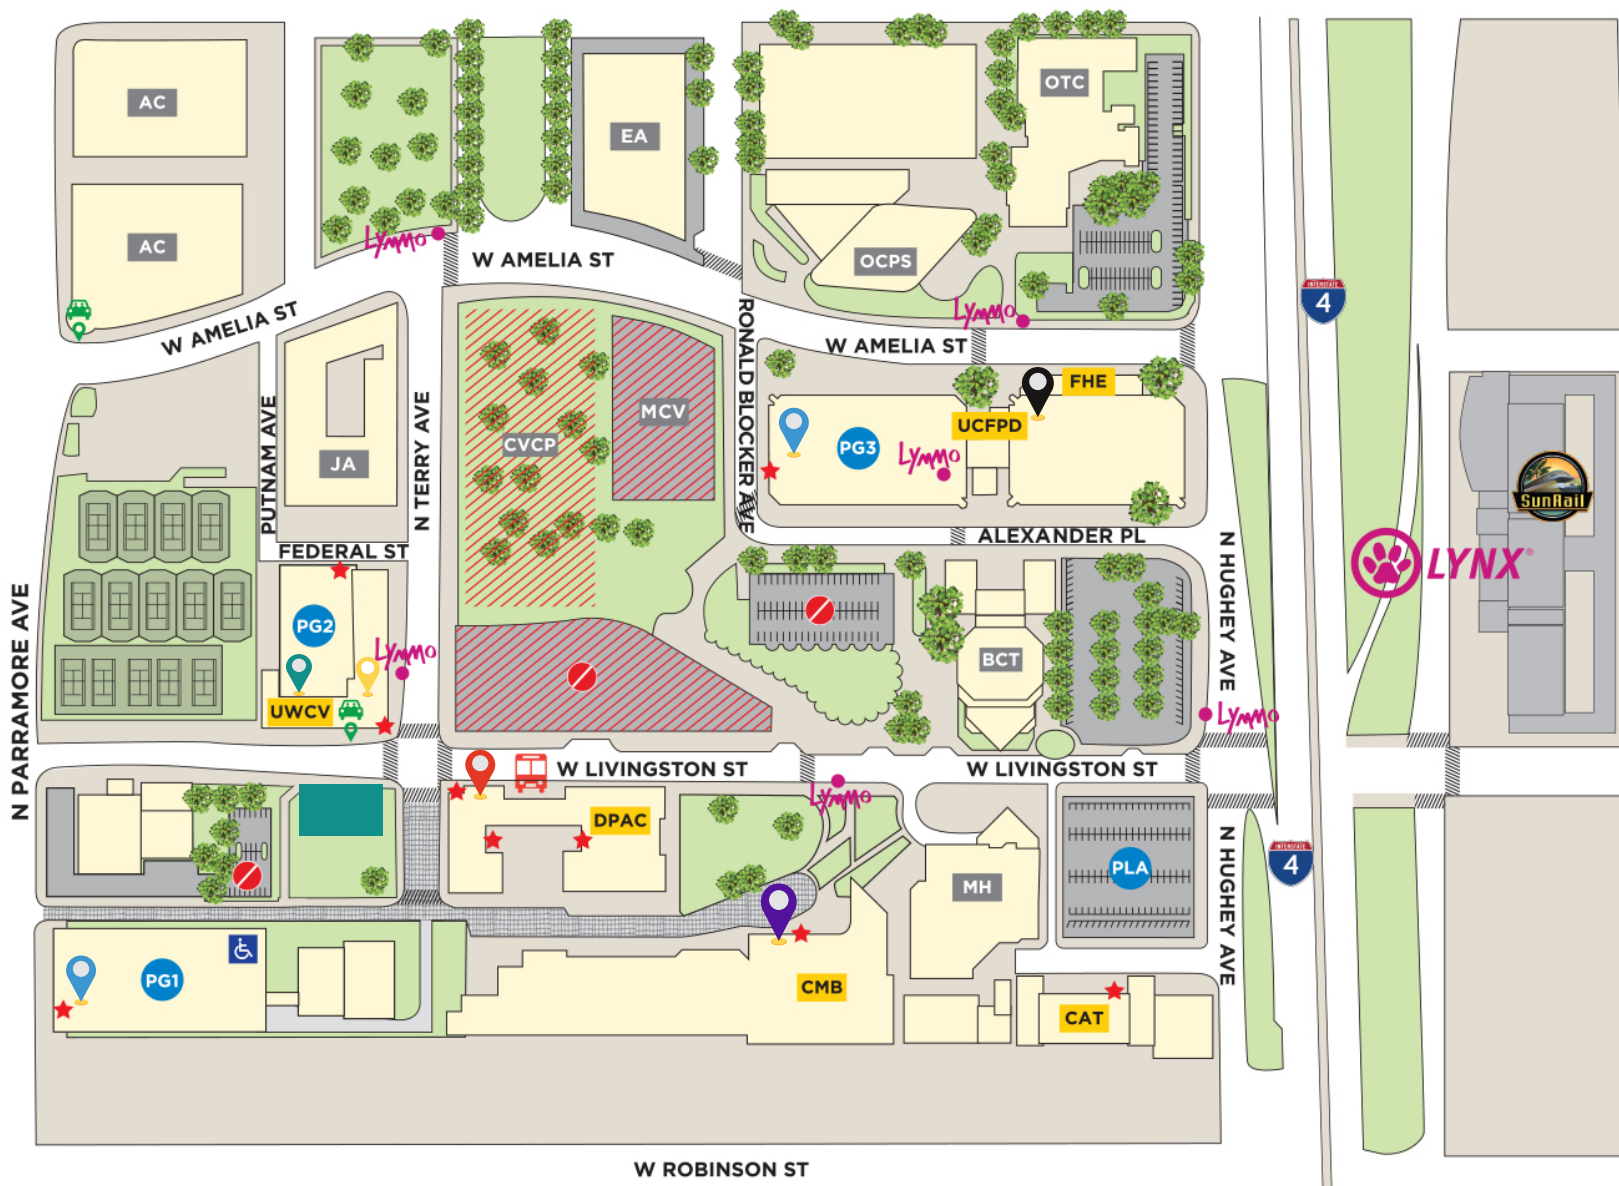 AC
EA
OTC
AC
OCPS
Lymmo
W AMELIA ST
Lymmo
W AMELIA ST
W AMELIA ST
RONALD BLOCKER AVE
INTERSTATE
4
FHE
UCFPD
PG3
Lymmo
MCV
CVCP
JA
PUTNAM AVE
N TERRY AVE
FEDERAL ST
ALEXANDER PL
SunRail
LYNX®
N HUGHEY AVE
N PARRAMORE AVE
PG2
Lymmo
UWCV
BCT
Lymmo
W LIVINGSTON ST
W LIVINGSTON ST
Lymmo
DPAC
MH
PLA
INTERSTATE
4
N HUGHEY AVE
PG1
CMB
CAT
W ROBINSON ST